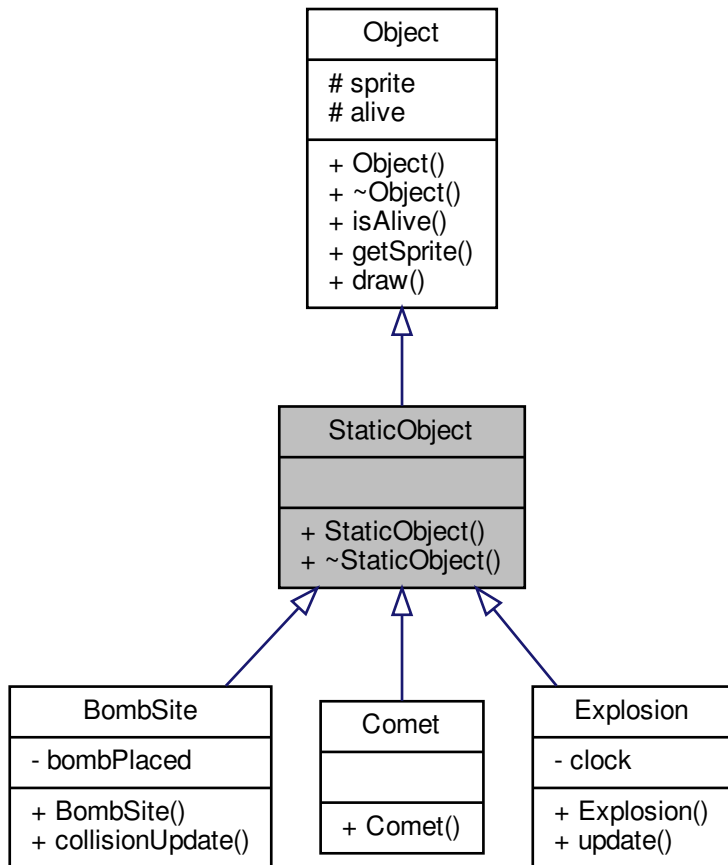 Object
# sprite
# alive
+ Object()
+ ~Object()
+ isAlive()
+ getSprite()
+ draw()
StaticObject
+ StaticObject()
+ ~StaticObject()
BombSite
- bombPlaced
+ BombSite()
+ collisionUpdate()
Comet
+ Comet()
Explosion
- clock
+ Explosion()
+ update()